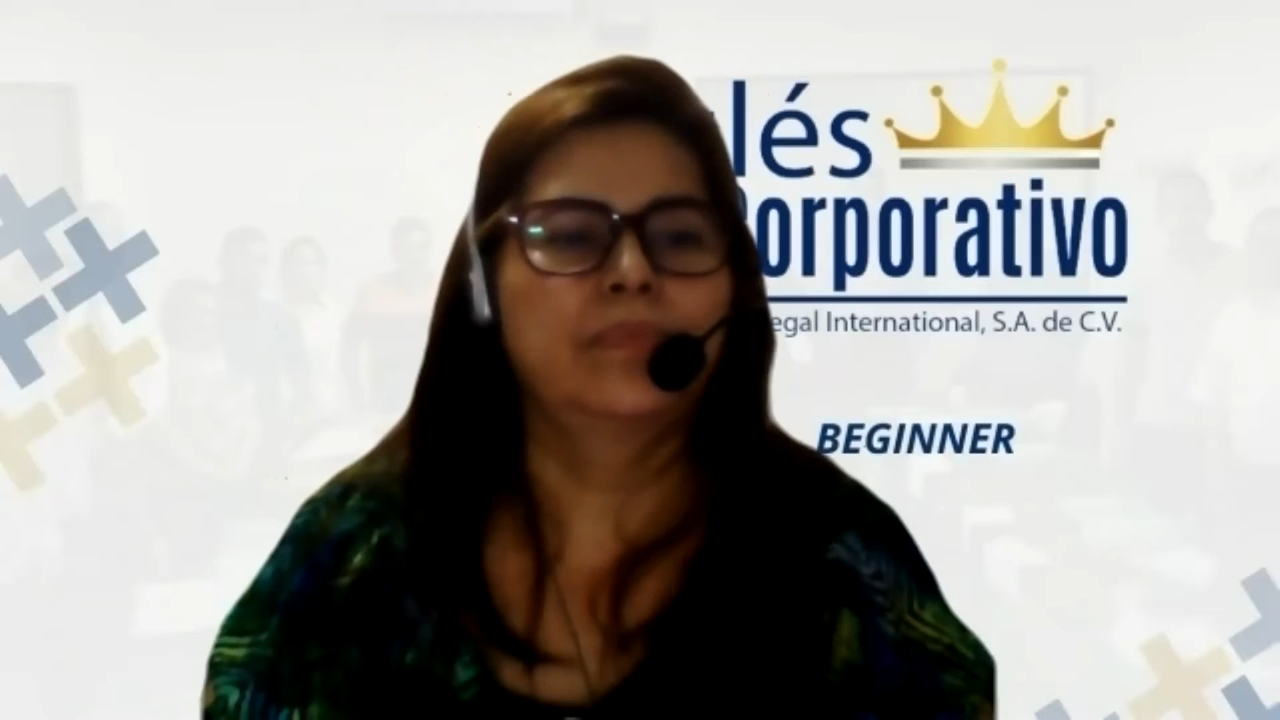 lés
orporativo
egal International, S.A. de C.V.
BEGINNER